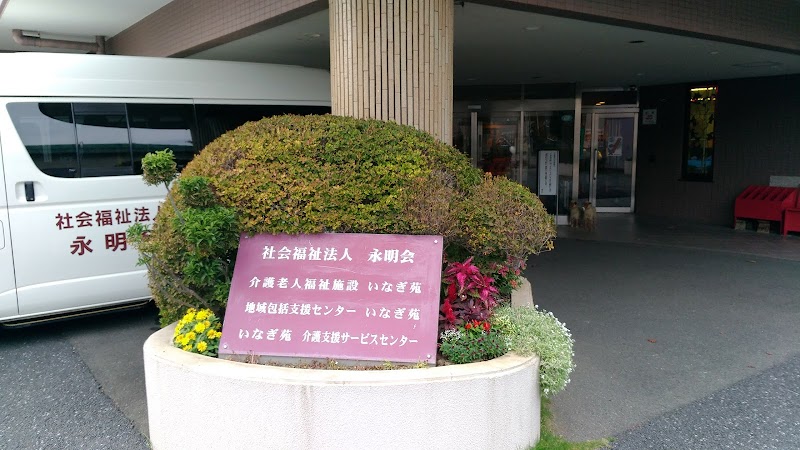 社会福祉法人 永明会
介護老人福祉施設 いなぎ苑
地域包括支援センター いなぎ苑
いなぎ苑 介護支援サービスセンター
社会福祉法
永明